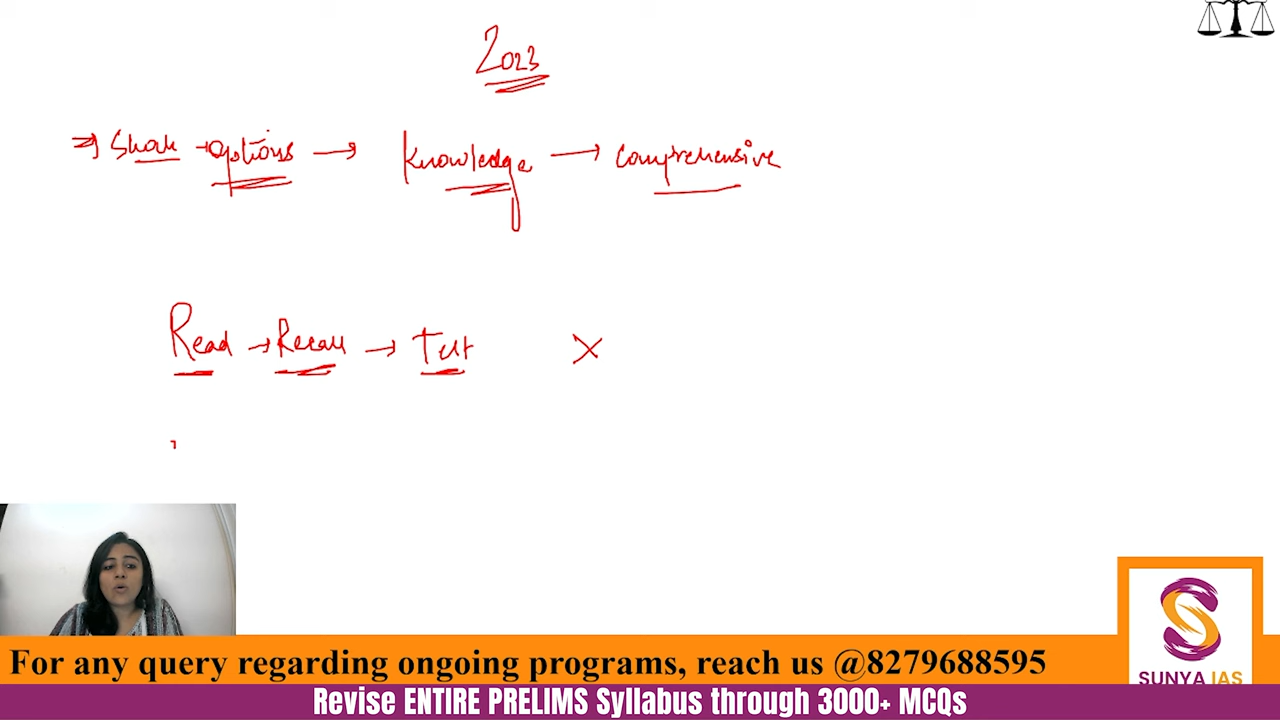 2023
→ options → Knowledge → comprehensive
Read → Recall → Test ×
For any query regarding ongoing programs, reach us @8279688595
SUNYA IAS
Revise ENTIRE PRELIMS Syllabus through 3000+ MCQs